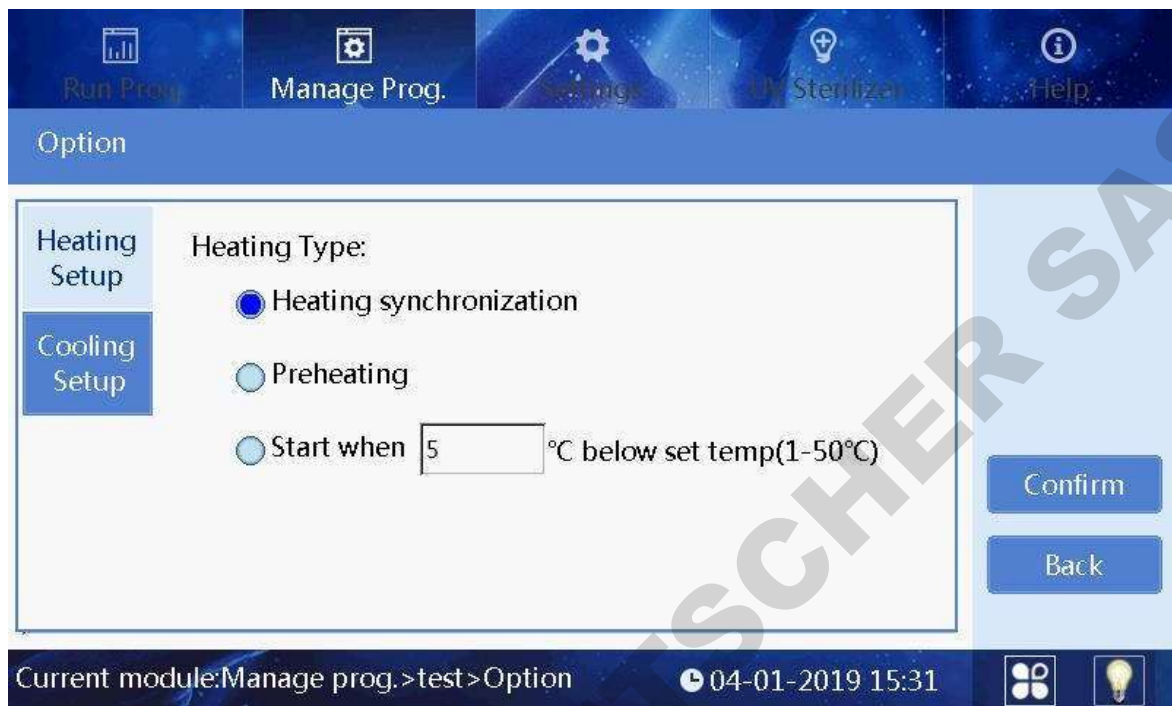 Run Prog.
Manage Prog.
Settings
UV Sterilizer
Help
Option
Heating
Setup
Cooling
Setup
Heating Type:
Heating synchronization
Preheating
Start when 5 °C below set temp(1-50°C)
Confirm
Back
Current module:Manage prog.>test>Option
04-01-2019 15:31